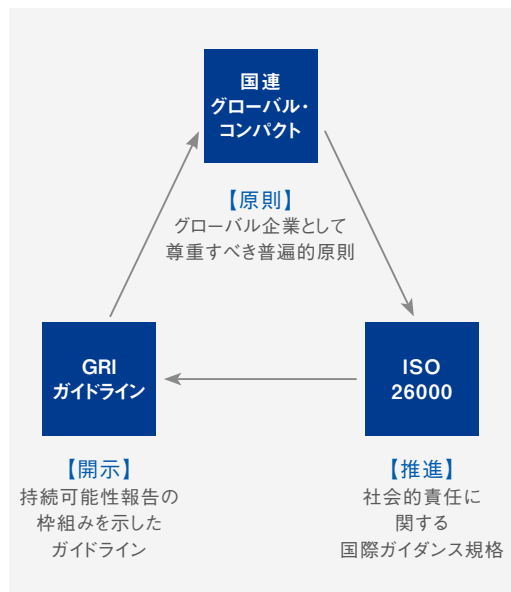 国連
グローバル・
コンパクト
【原則】
グローバル企業として
尊重すべき普遍的原則
GRI
ガイドライン
【開示】
持続可能性報告の
枠組みを示した
ガイドライン
ISO
26000
【推進】
社会的責任に
関する
国際ガイダンス規格